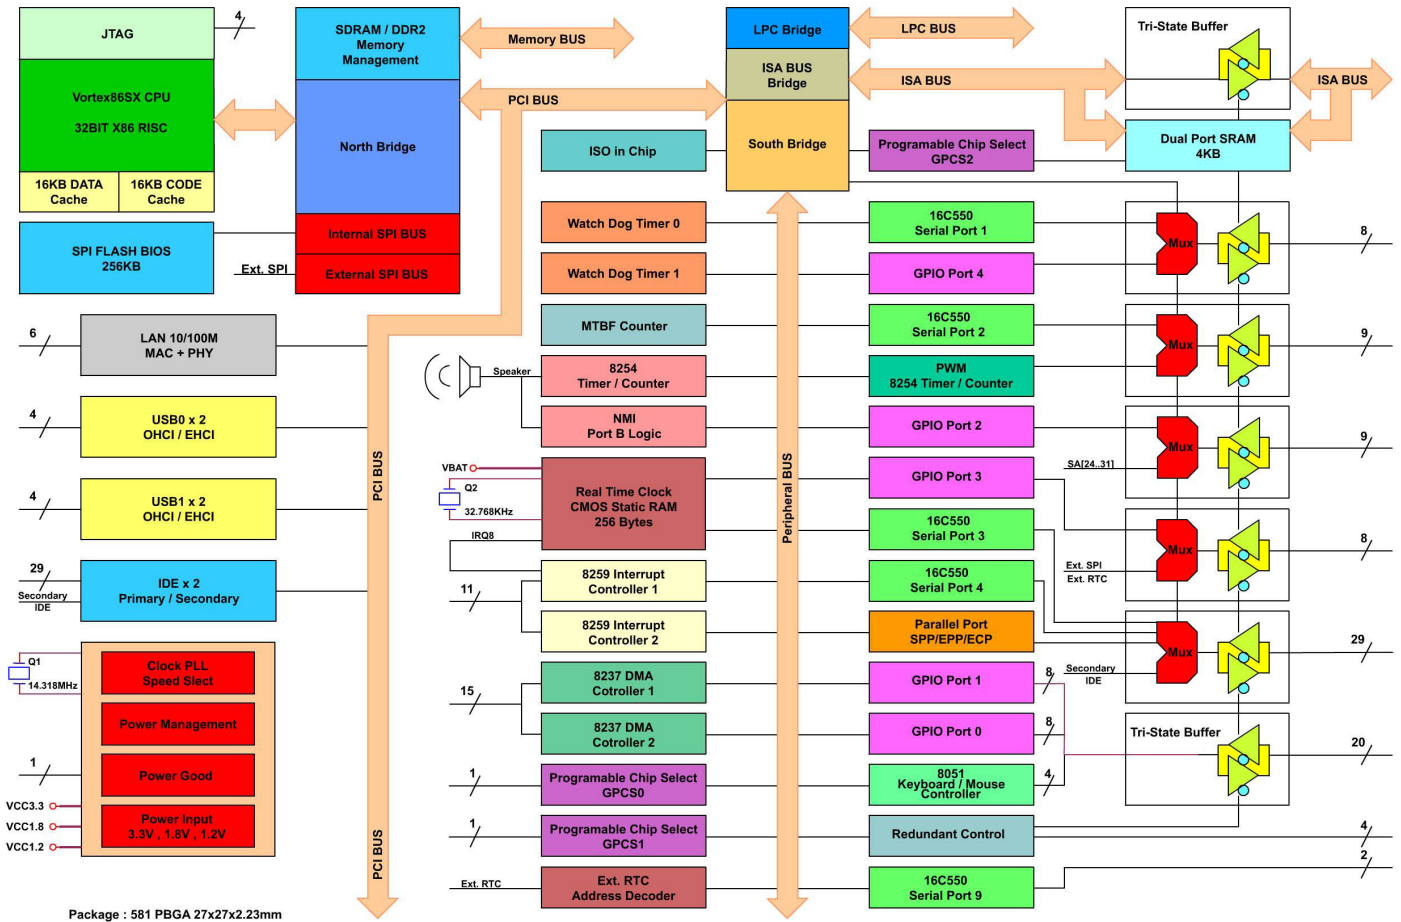 JTAG
4
Vortex86SX CPU
32BIT X86 RISC
16KB DATA
Cache
16KB CODE
Cache
SPI FLASH BIOS
256KB
SDRAM / DDR2
Memory
Management
North Bridge
Internal SPI BUS
External SPI BUS
Ext. SPI
Memory BUS
PCI BUS
LPC Bridge
ISA BUS
Bridge
South Bridge
LPC BUS
ISA BUS
Tri-State Buffer
ISA BUS
Dual Port SRAM
4KB
ISO in Chip
Programable Chip Select
GPCS2
6
LAN 10/100M
MAC + PHY
4
USB0 x 2
OHCI / EHCI
4
USB1 x 2
OHCI / EHCI
29
Secondary
IDE
IDE x 2
Primary / Secondary
Q1
14.318MHz
Clock PLL
Speed Slect
Power Management
1
Power Good
VCC3.3
VCC1.8
VCC1.2
Power Input
3.3V , 1.8V , 1.2V
Package : 581 PBGA 27x27x2.23mm
PCI BUS
PCI BUS
Watch Dog Timer 0
Watch Dog Timer 1
MTBF Counter
Speaker
8254
Timer / Counter
NMI
Port B Logic
VBAT
Q2
32.768KHz
Real Time Clock
CMOS Static RAM
256 Bytes
IRQ8
11
8259 Interrupt
Controller 1
8259 Interrupt
Controller 2
15
8237 DMA
Cotroller 1
8237 DMA
Cotroller 2
1
Programable Chip Select
GPCS0
1
Programable Chip Select
GPCS1
Ext. RTC
Ext. RTC
Address Decoder
Peripheral BUS
16C550
Serial Port 1
GPIO Port 4
16C550
Serial Port 2
PWM
8254 Timer / Counter
GPIO Port 2
GPIO Port 3
16C550
Serial Port 3
16C550
Serial Port 4
Parallel Port
SPP/EPP/ECP
GPIO Port 1
8
GPIO Port 0
8
8051
Keyboard / Mouse
Controller
4
Redundant Control
16C550
Serial Port 9
Mux
8
Mux
9
SA[24..31]
Mux
9
Ext. SPI
Ext. RTC
Mux
8
Secondary
IDE
Mux
29
Tri-State Buffer
20
4
2